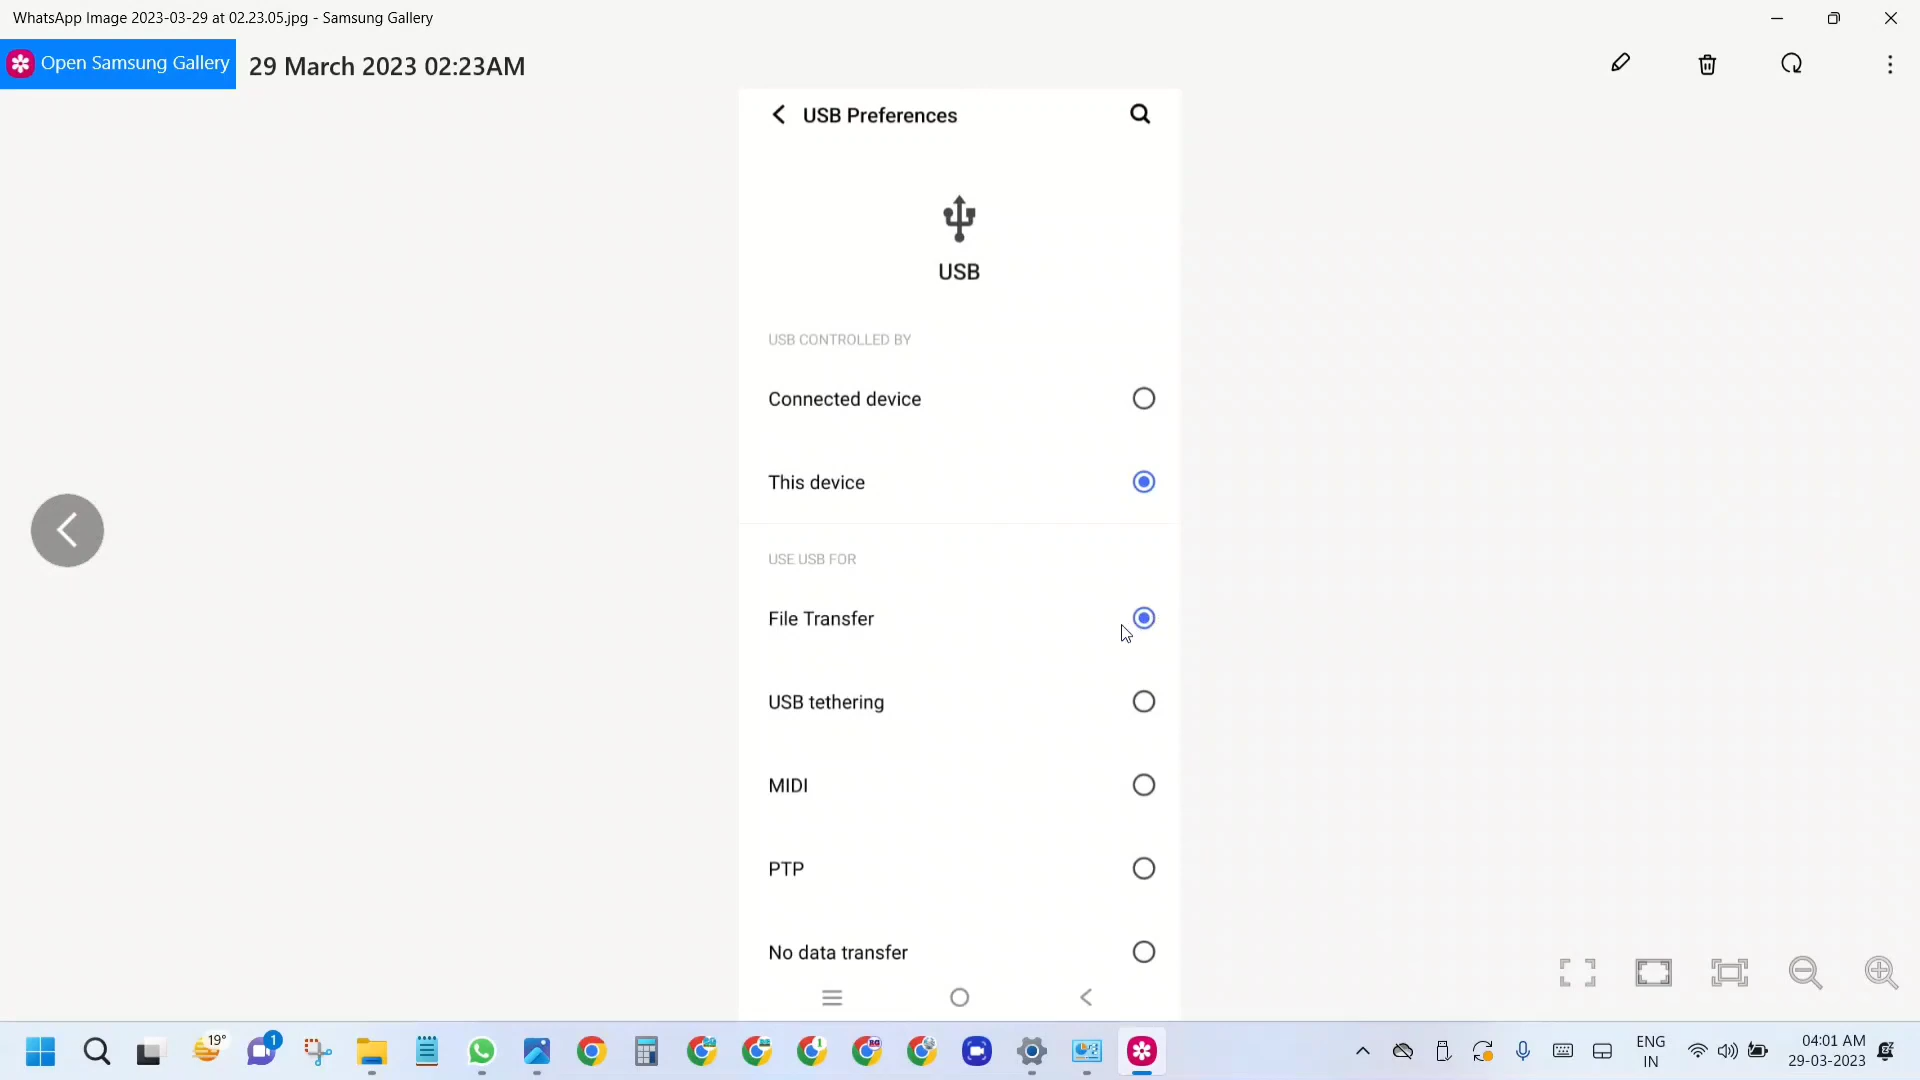 WhatsApp Image 2023-03-29 at 02.23.05.jpg - Samsung Gallery
Open Samsung Gallery
29 March 2023 02:23AM
USB Preferences
USB
USB CONTROLLED BY
Connected device
This device
USE USB FOR
File Transfer
USB tethering
MIDI
PTP
No data transfer
19°
1
1
RG
ENG
IN
04:01 AM
29-03-2023